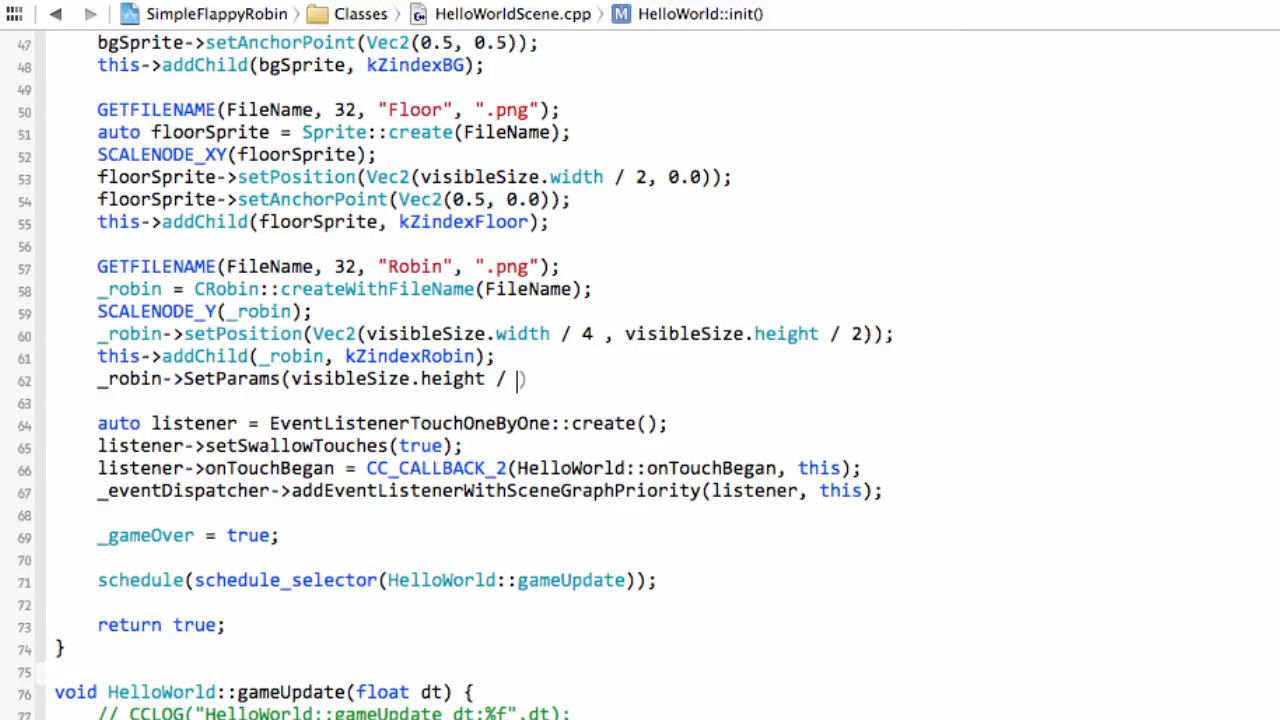 SimpleFlappyRobin Classes HelloWorldScene.cpp M HelloWorld::init()
47 bgSprite->setAnchorPoint(Vec2(0.5, 0.5));
48 this->addChild(bgSprite, kZindexBG);
49
50 GETFILENAME(FileName, 32, "Floor", ".png");
51 auto floorSprite = Sprite::create(FileName);
52 SCALENODE_XY(floorSprite);
53 floorSprite->setPosition(Vec2(visibleSize.width / 2, 0.0));
54 floorSprite->setAnchorPoint(Vec2(0.5, 0.0));
55 this->addChild(floorSprite, kZindexFloor);
56
57 GETFILENAME(FileName, 32, "Robin", ".png");
58 _robin = CRobin::createWithFileName(FileName);
59 SCALENODE_Y(_robin);
60 _robin->setPosition(Vec2(visibleSize.width / 4 , visibleSize.height / 2));
61 this->addChild(_robin, kZindexRobin);
62 _robin->SetParams(visibleSize.height / )
63
64 auto listener = EventListenerTouchOneByOne::create();
65 listener->setSwallowTouches(true);
66 listener->onTouchBegan = CC_CALLBACK_2(HelloWorld::onTouchBegan, this);
67 _eventDispatcher->addEventListenerWithSceneGraphPriority(listener, this);
68
69 _gameOver = true;
70
71 schedule(schedule_selector(HelloWorld::gameUpdate));
72
73 return true;
74 }
75
76 void HelloWorld::gameUpdate(float dt) {
77 // CCLOG("HelloWorld::gameUpdate dt:%f",dt);